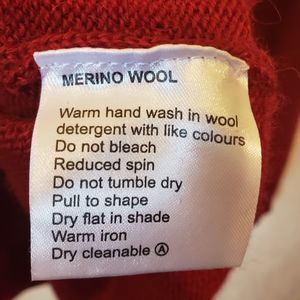 MERINO WOOL
Warm hand wash in wool
detergent with like colours
Do not bleach
Reduced spin
Do not tumble dry
Pull to shape
Dry flat in shade
Warm iron
Dry cleanable Ⓐ